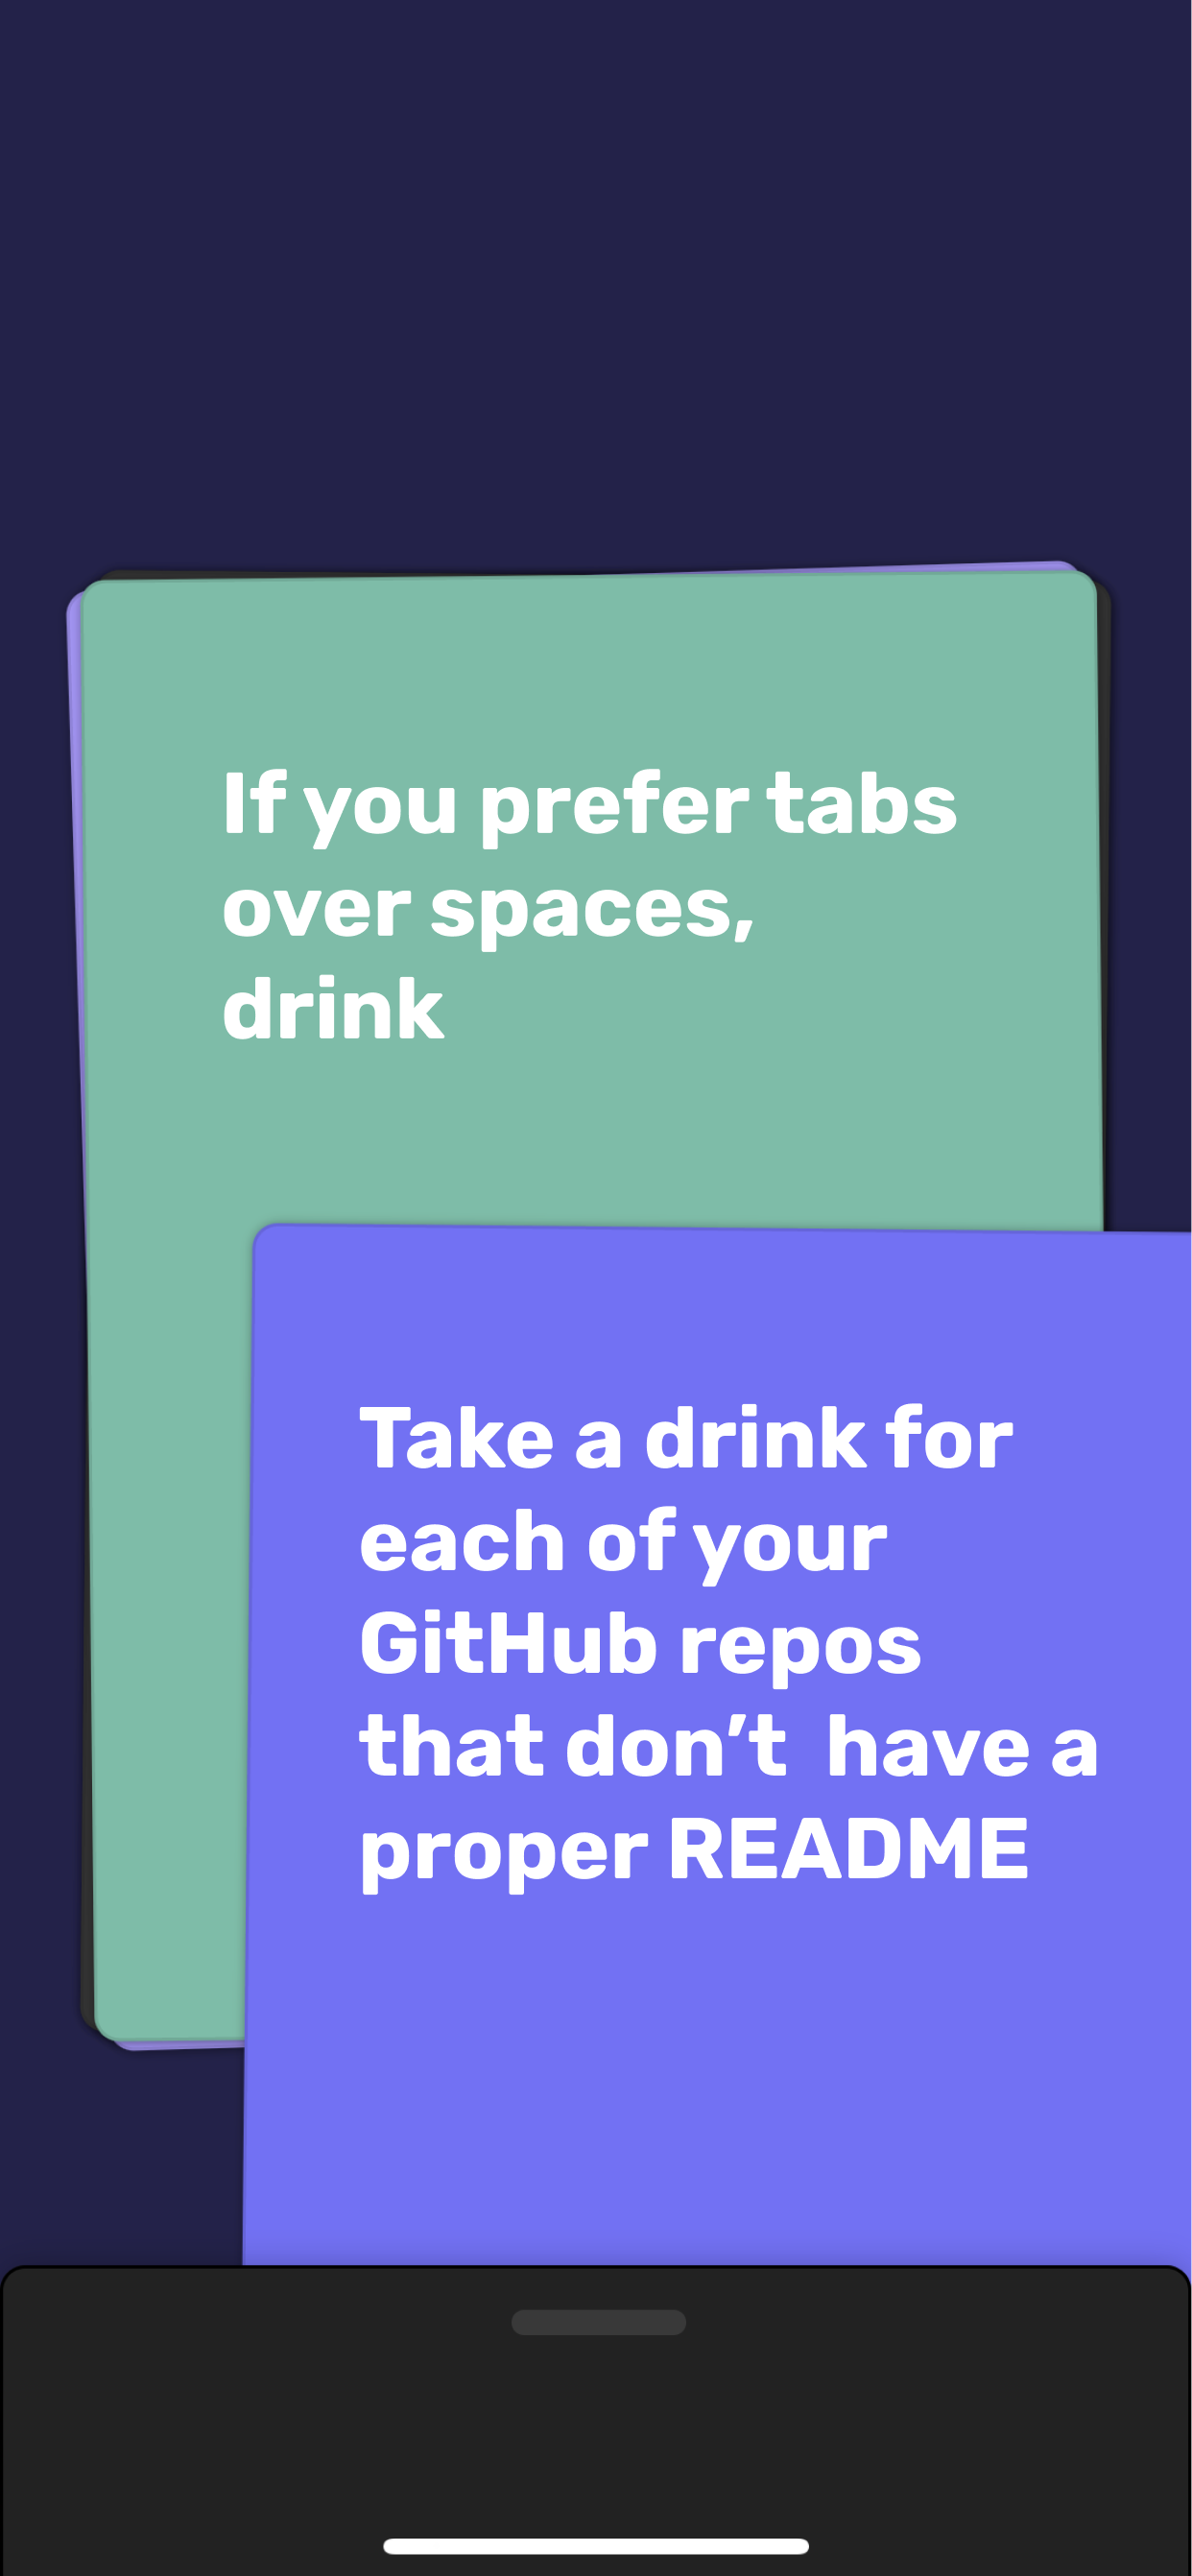 If you prefer tabs
over spaces,
drink
Take a drink for
each of your
GitHub repos
that don’t  have a
proper README